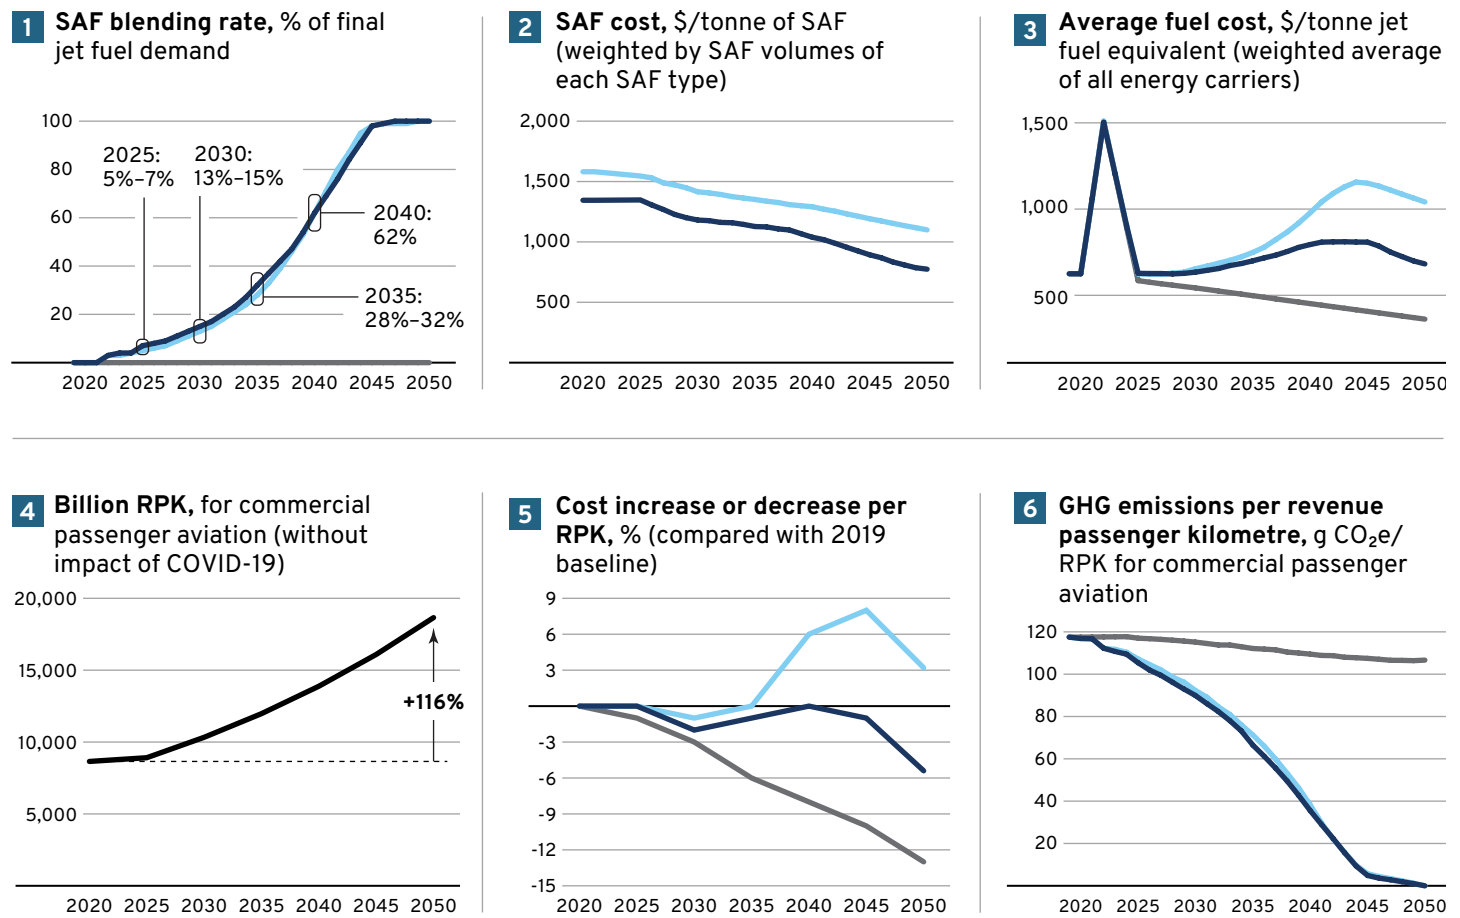 1
SAF blending rate, % of final
jet fuel demand
100
80
60
40
20
2025:
5%–7%
2030:
13%–15%
2040:
62%
2035:
28%–32%
2020 2025 2030 2035 2040 2045 2050
2
SAF cost, $/tonne of SAF
(weighted by SAF volumes of
each SAF type)
2,000
1,500
1,000
500
2020 2025 2030 2035 2040 2045 2050
3
Average fuel cost, $/tonne jet
fuel equivalent (weighted average
of all energy carriers)
1,500
1,000
500
2020 2025 2030 2035 2040 2045 2050
4
Billion RPK, for commercial
passenger aviation (without
impact of COVID-19)
20,000
15,000
10,000
5,000
+116%
2020 2025 2030 2035 2040 2045 2050
5
Cost increase or decrease per
RPK, % (compared with 2019
baseline)
9
6
3
-3
-6
-9
-12
-15
2020 2025 2030 2035 2040 2045 2050
6
GHG emissions per revenue
passenger kilometre, g CO₂e/
RPK for commercial passenger
aviation
120
100
80
60
40
20
2020 2025 2030 2035 2040 2045 2050